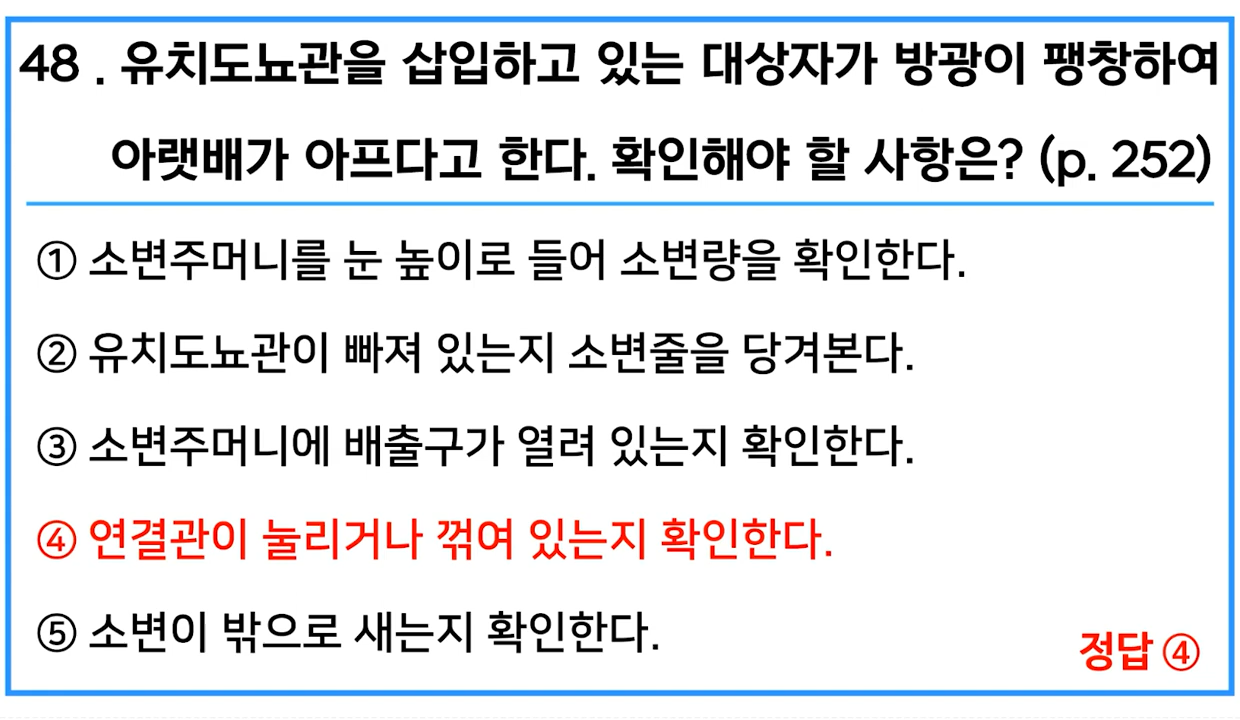 48 . 유치도뇨관을 삽입하고 있는 대상자가 방광이 팽창하여
아랫배가 아프다고 한다. 확인해야 할 사항은? (p. 252)
① 소변주머니를 눈 높이로 들어 소변량을 확인한다.
② 유치도뇨관이 빠져 있는지 소변줄을 당겨본다.
③ 소변주머니에 배출구가 열려 있는지 확인한다.
④ 연결관이 눌리거나 꺾여 있는지 확인한다.
⑤ 소변이 밖으로 새는지 확인한다.
정답 ④